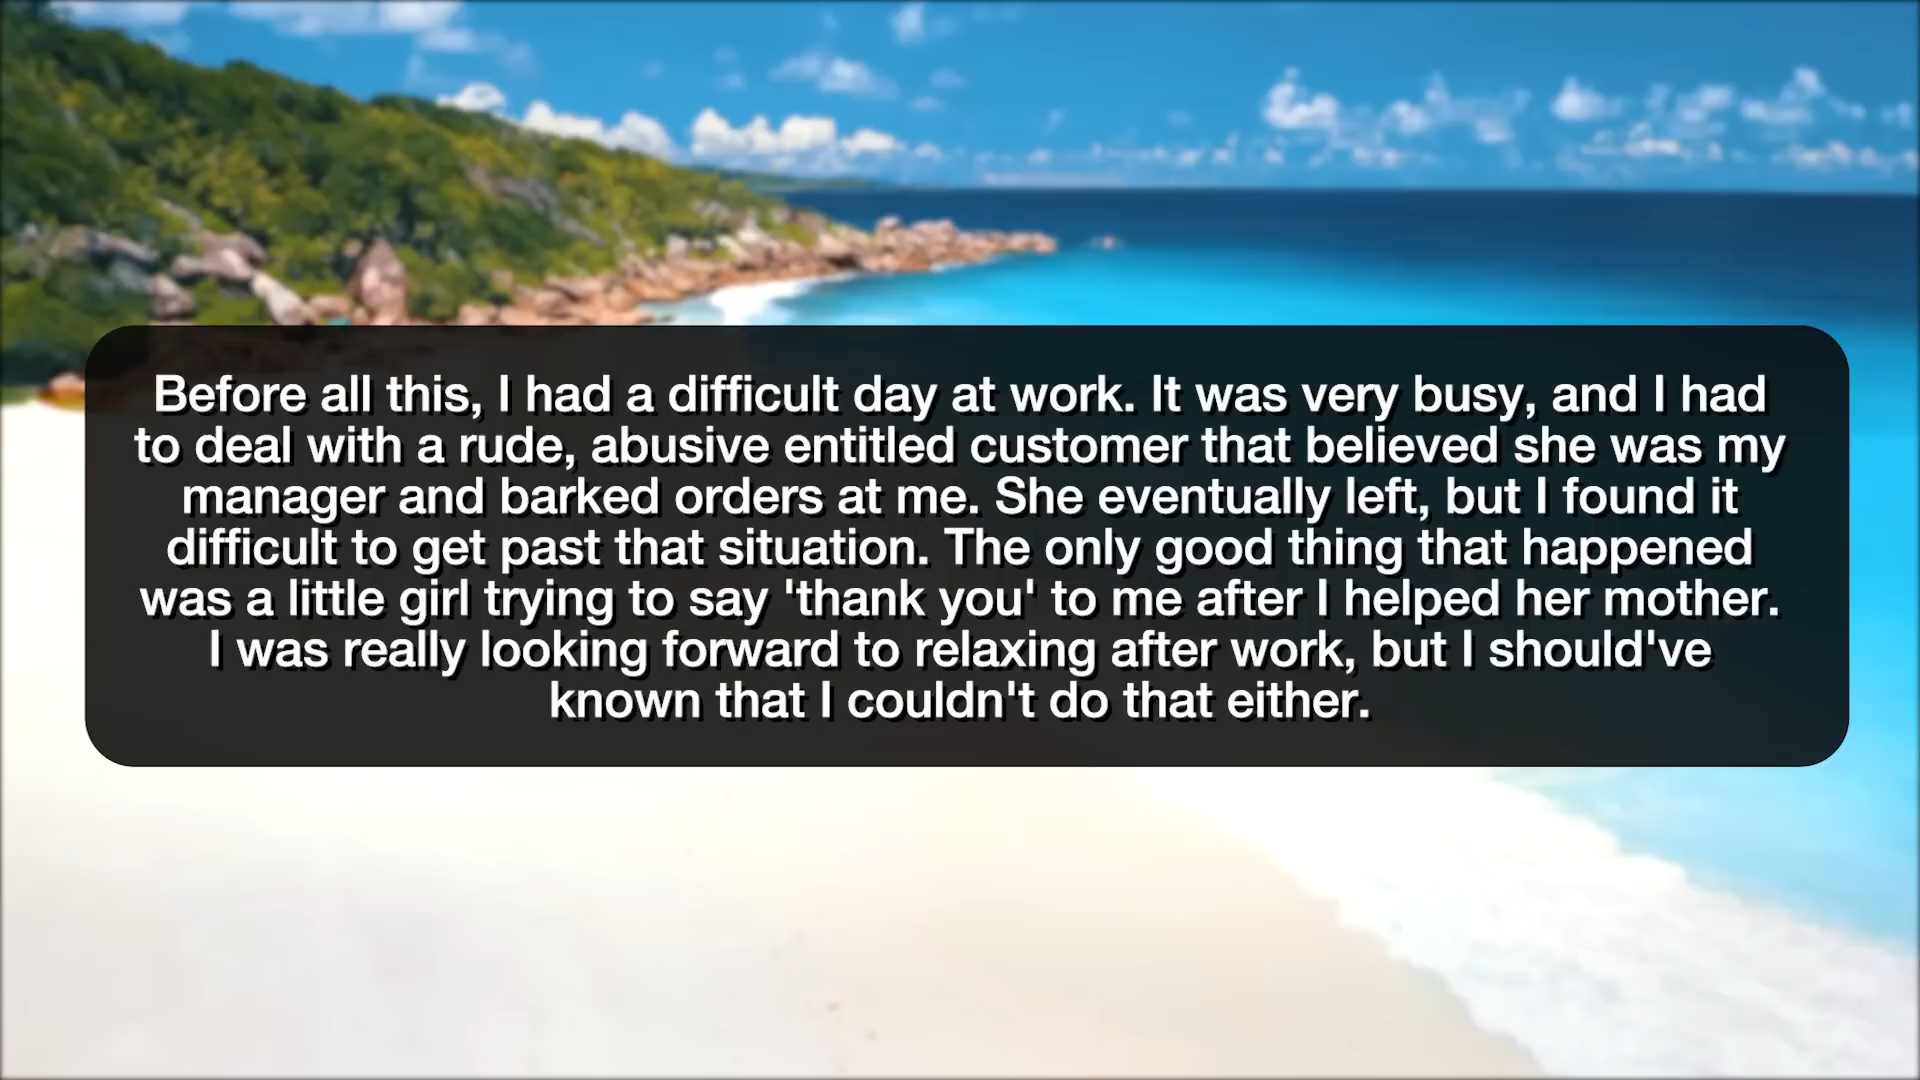 Before all this, I had a difficult day at work. It was very busy, and I had
to deal with a rude, abusive entitled customer that believed she was my
manager and barked orders at me. She eventually left, but I found it
difficult to get past that situation. The only good thing that happened
was a little girl trying to say 'thank you' to me after I helped her mother.
I was really looking forward to relaxing after work, but I should've
known that I couldn't do that either.